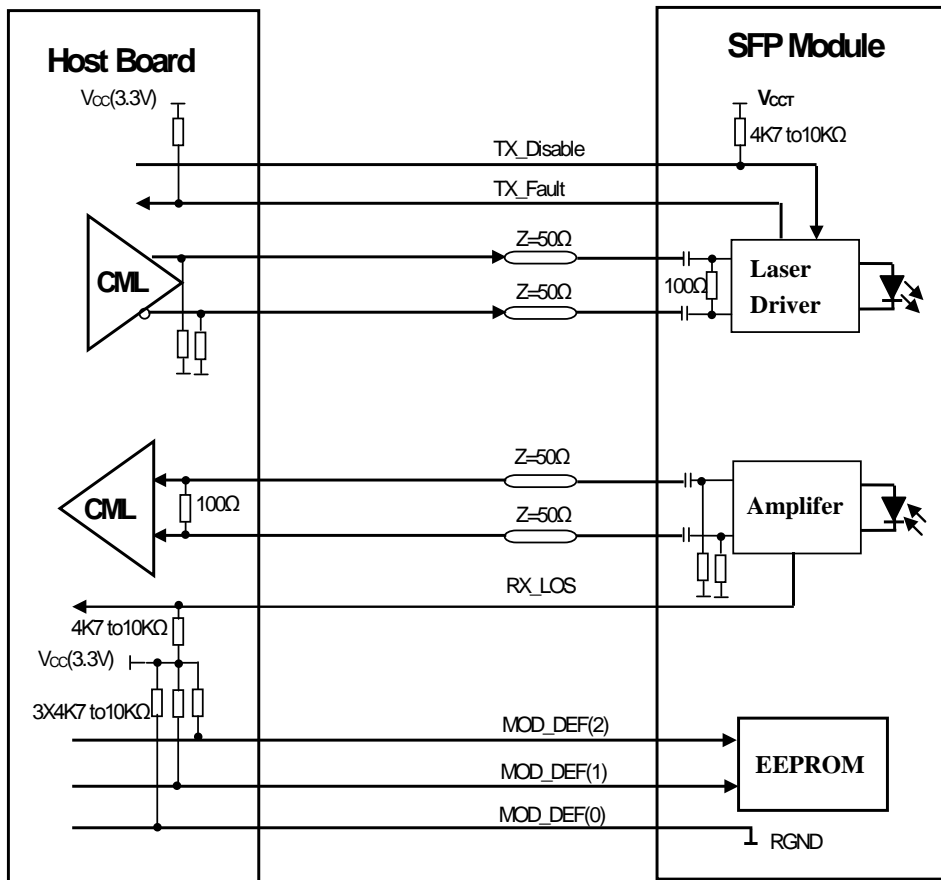 Host Board
SFP Module
VCC(3.3V)
VCCT
4K7 to10KΩ
TX_Disable
TX_Fault
CML
Z=50Ω
Z=50Ω
100Ω
Laser
Driver
CML
100Ω
Z=50Ω
Z=50Ω
Amplifer
RX_LOS
4K7 to10KΩ
VCC(3.3V)
3X4K7 to10KΩ
MOD_DEF(2)
MOD_DEF(1)
MOD_DEF(0)
EEPROM
RGND